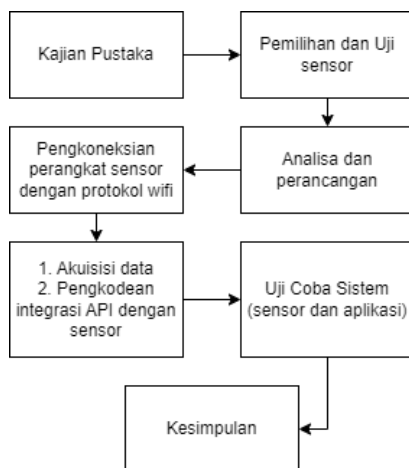 Kajian Pustaka
Pemilihan dan Uji
sensor
Analisa dan
perancangan
Pengkoneksian
perangkat sensor
dengan protokol wifi
1. Akuisisi data
2. Pengkodean
integrasi API dengan
sensor
Uji Coba Sistem
(sensor dan aplikasi)
Kesimpulan